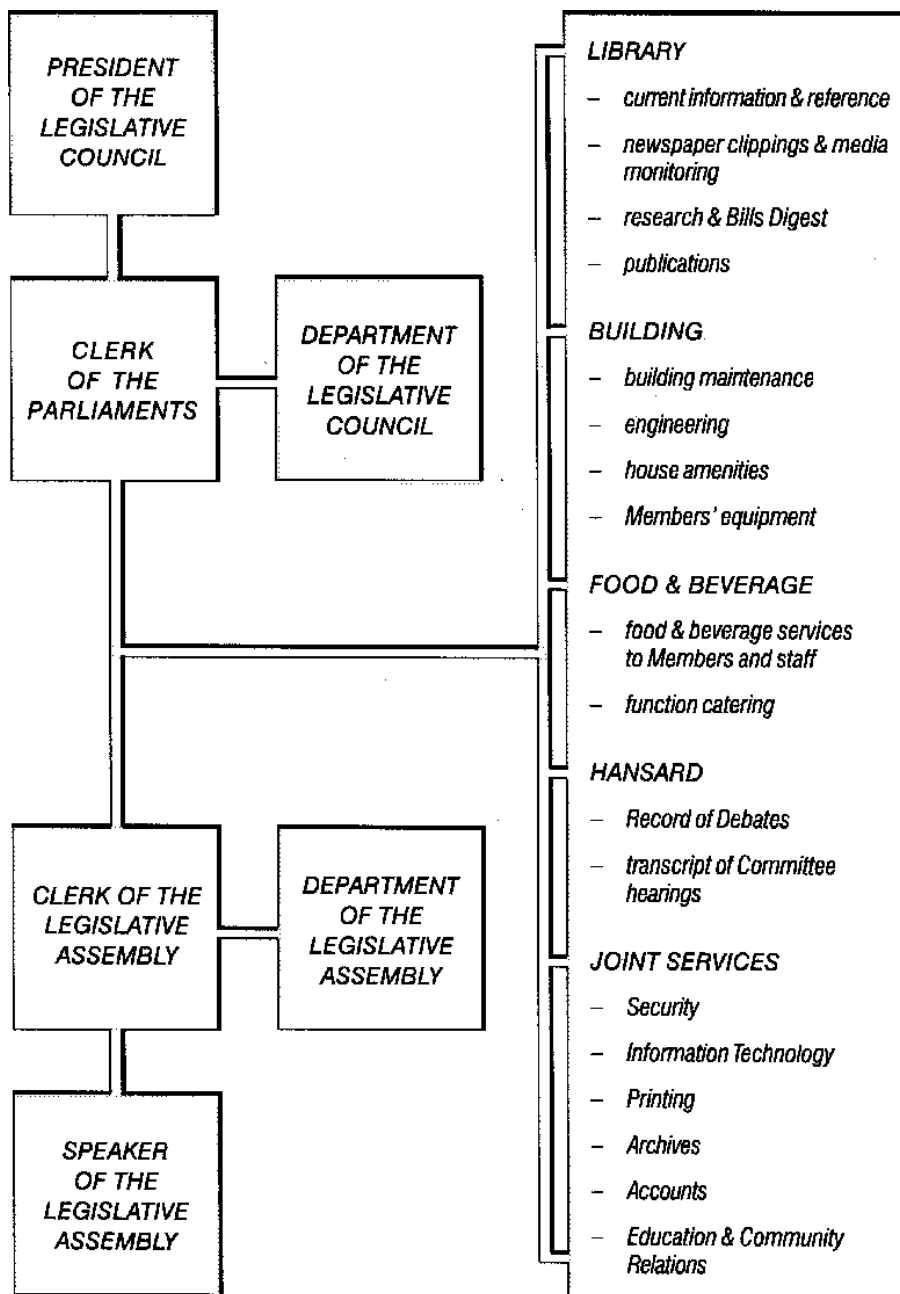 PRESIDENT
OF THE
LEGISLATIVE
COUNCIL
CLERK
OF THE
PARLIAMENTS
DEPARTMENT
OF THE
LEGISLATIVE
COUNCIL
CLERK OF THE
LEGISLATIVE
ASSEMBLY
DEPARTMENT
OF THE
LEGISLATIVE
ASSEMBLY
SPEAKER
OF THE
LEGISLATIVE
ASSEMBLY
LIBRARY
– current information & reference
– newspaper clippings & media
monitoring
– research & Bills Digest
– publications
BUILDING
– building maintenance
– engineering
– house amenities
– Members' equipment
FOOD & BEVERAGE
– food & beverage services
to Members and staff
– function catering
HANSARD
– Record of Debates
– transcript of Committee
hearings
JOINT SERVICES
– Security
– Information Technology
– Printing
– Archives
– Accounts
– Education & Community
Relations